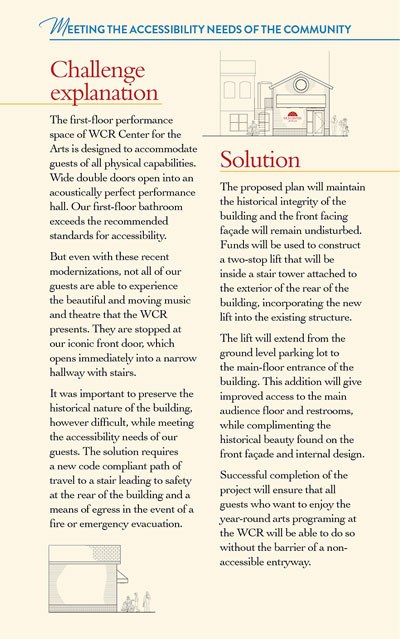 MEETING THE ACCESSIBILITY NEEDS OF THE COMMUNITY
Challenge
explanation
The first-floor performance
space of WCR Center for the
Arts is designed to accommodate
guests of all physical capabilities.
Wide double doors open into an
acoustically perfect performance
hall. Our first-floor bathroom
exceeds the recommended
standards for accessibility.
But even with these recent
modernizations, not all of our
guests are able to experience
the beautiful and moving music
and theatre that the WCR
presents. They are stopped at
our iconic front door, which
opens immediately into a narrow
hallway with stairs.
It was important to preserve the
historical nature of the building,
however difficult, while meeting
the accessibility needs of our
guests. The solution requires
a new code compliant path of
travel to a stair leading to safety
at the rear of the building and a
means of egress in the event of a
fire or emergency evacuation.
Solution
The proposed plan will maintain
the historical integrity of the
building and the front facing
façade will remain undisturbed.
Funds will be used to construct
a two-stop lift that will be
inside a stair tower attached to
the exterior of the rear of the
building, incorporating the new
lift into the existing structure.
The lift will extend from the
ground level parking lot to
the main-floor entrance of the
building. This addition will give
improved access to the main
audience floor and restrooms,
while complimenting the
historical beauty found on the
front façade and internal design.
Successful completion of the
project will ensure that all
guests who want to enjoy the
year-round arts programing at
the WCR will be able to do so
without the barrier of a non-
accessible entryway.